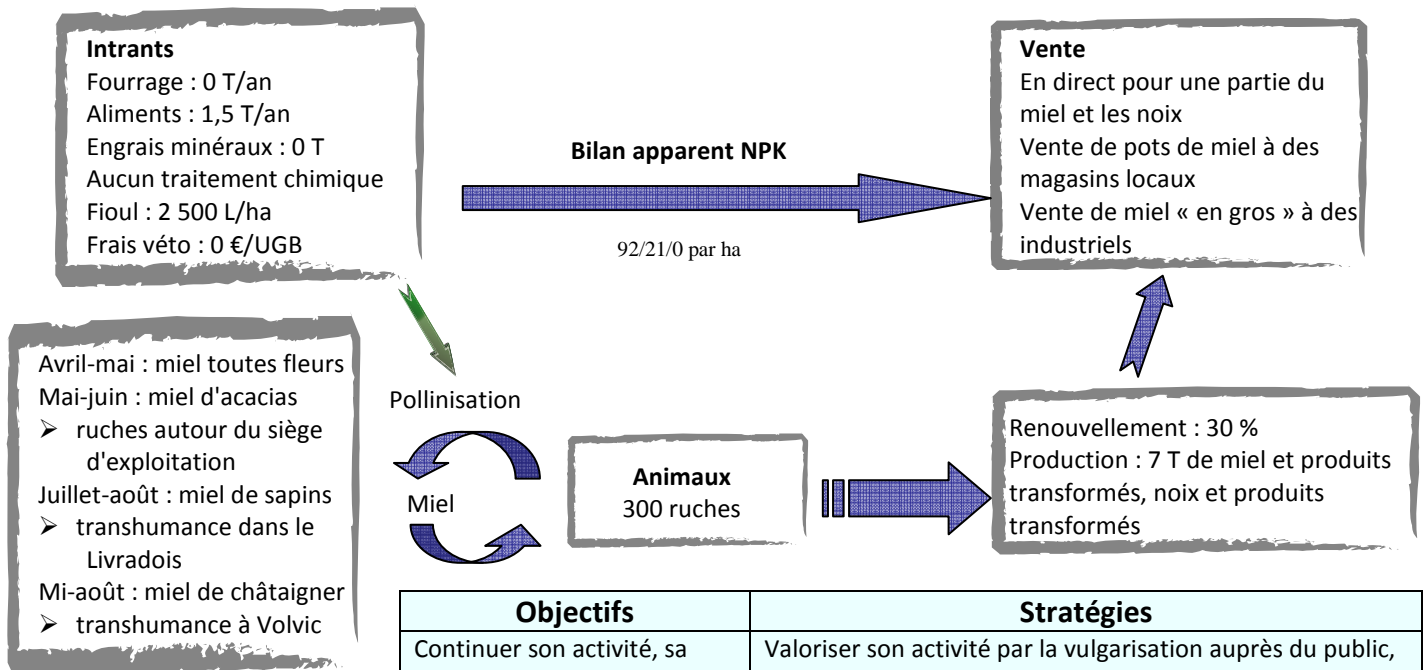 Intrants
Fourrage : 0 T/an
Aliments : 1,5 T/an
Engrais minéraux : 0 T
Aucun traitement chimique
Fioul : 2 500 L/ha
Frais véto : 0 €/UGB
Bilan apparent NPK
92/21/0 par ha
Vente
En direct pour une partie du
miel et les noix
Vente de pots de miel à des
magasins locaux
Vente de miel « en gros » à des
industriels
Avril-mai : miel toutes fleurs
Mai-juin : miel d'acacias
➢ ruches autour du siège
d'exploitation
Juillet-août : miel de sapins
➢ transhumance dans le
Livradois
Mi-août : miel de châtaigner
➢ transhumance à Volvic
Pollinisation
Miel
Animaux
300 ruches
Renouvellement : 30 %
Production : 7 T de miel et produits
transformés, noix et produits
transformés
Objectifs
Stratégies
Continuer son activité, sa
Valoriser son activité par la vulgarisation auprès du public,